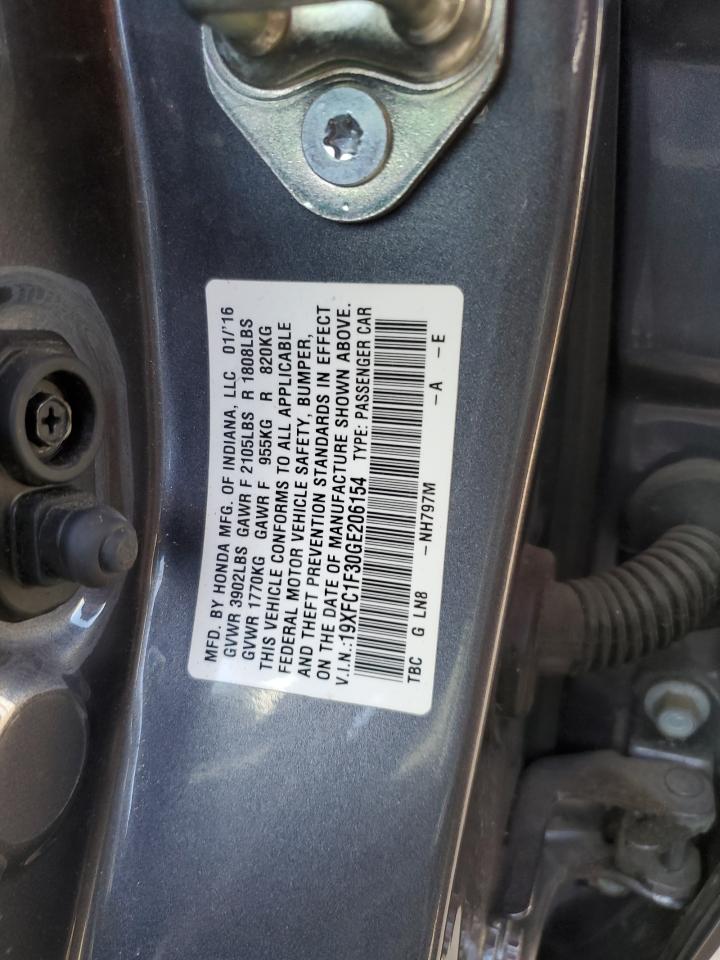 MFD. BY HONDA MFG. OF INDIANA, LLC 01/'16
GVWR 3902LBS GAWR F 2105LBS R 1808LBS
GVWR 1770KG GAWR F 955KG R 820KG
THIS VEHICLE CONFORMS TO ALL APPLICABLE
FEDERAL MOTOR VEHICLE SAFETY, BUMPER,
AND THEFT PREVENTION STANDARDS IN EFFECT
ON THE DATE OF MANUFACTURE SHOWN ABOVE.
V.I.N.:19XFC1F30GE206154 TYPE: PASSENGER CAR
TBC G LN8 -NH797M -A -E